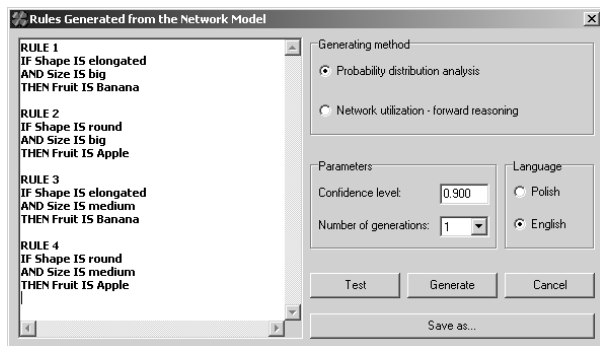 Rules Generated from the Network Model
RULE 1
IF Shape IS elongated
AND Size IS big
THEN Fruit IS Banana
RULE 2
IF Shape IS round
AND Size IS big
THEN Fruit IS Apple
RULE 3
IF Shape IS elongated
AND Size IS medium
THEN Fruit IS Banana
RULE 4
IF Shape IS round
AND Size IS medium
THEN Fruit IS Apple
Generating method
Probability distribution analysis
Network utilization - forward reasoning
Parameters
Confidence level: 0.900
Number of generations: 1
Language
Polish
English
Test Generate Cancel
Save as...